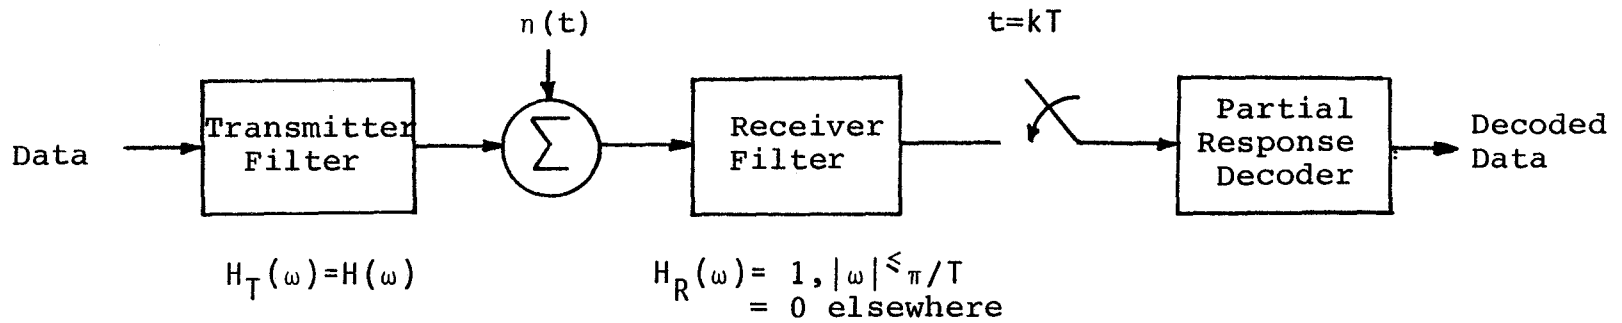 η(t)
t=kT
Data
Transmitter
Filter
Σ
Receiver
Filter
Partial
Response
Decoder
Decoded
Data
H_T(ω)=H(ω)
H_R(ω)= 1,|ω|≤π/T
= 0 elsewhere